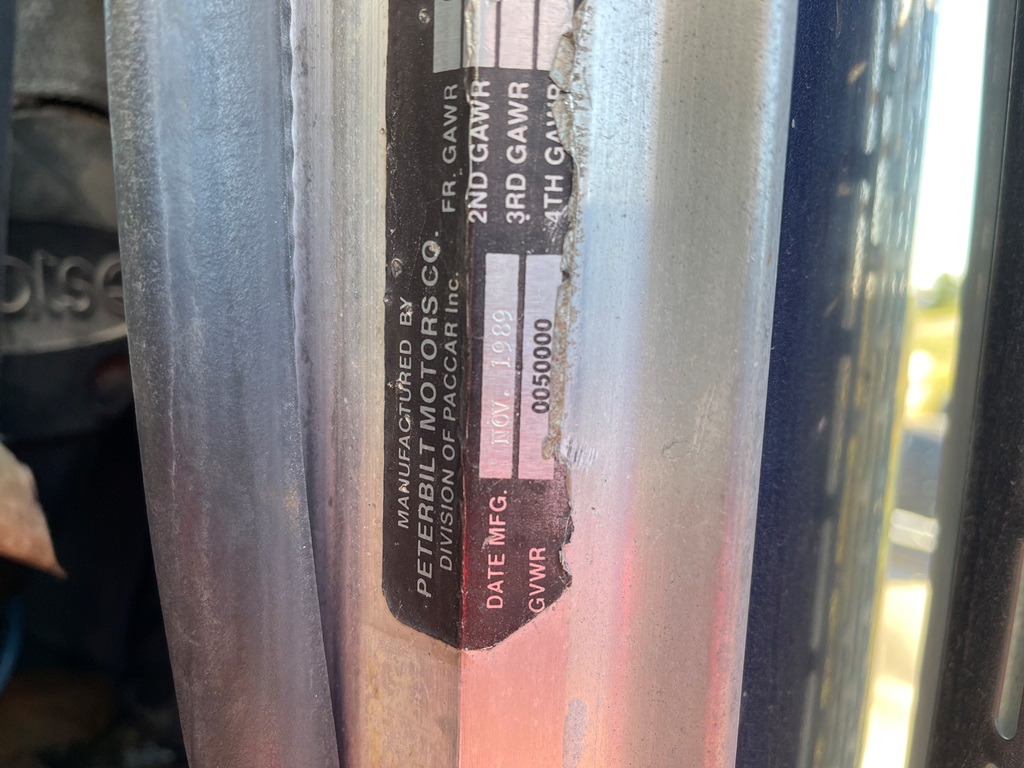 MANUFACTURED BY
PETERBILT MOTORS CO.
DIVISION OF PACCAR Inc.
FR. GAWR
DATE MFG. NOV. 1989 2ND GAWR
3RD GAWR
GVWR 0050000 4TH GAWR